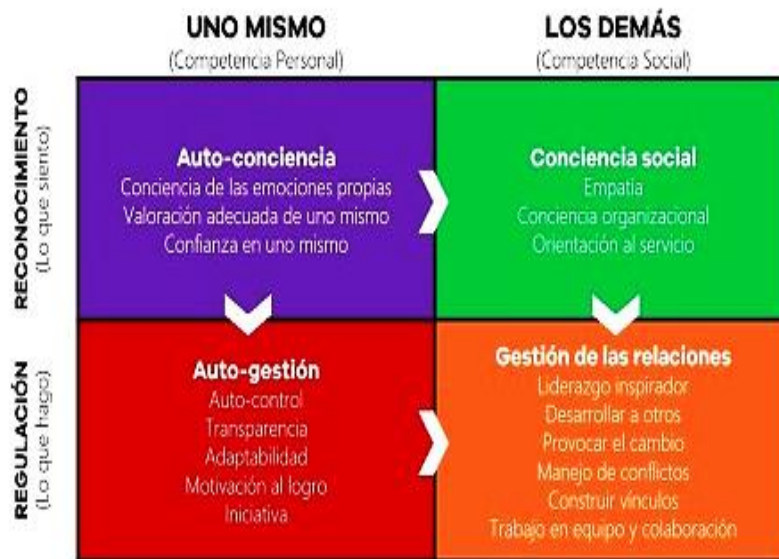 UNO MISMO
(Competencia Personal)
LOS DEMÁS
(Competencia Social)
RECONOCIMIENTO
(Lo que siento)
Auto-conciencia
Conciencia de las emociones propias
Valoración adecuada de uno mismo
Confianza en uno mismo
Conciencia social
Empatía
Conciencia organizacional
Orientación al servicio
REGULACIÓN
(Lo que hago)
Auto-gestión
Auto-control
Transparencia
Adaptabilidad
Motivación al logro
Iniciativa
Gestión de las relaciones
Liderazgo inspirador
Desarrollar a otros
Provocar el cambio
Manejo de conflictos
Construir vínculos
Trabajo en equipo y colaboración